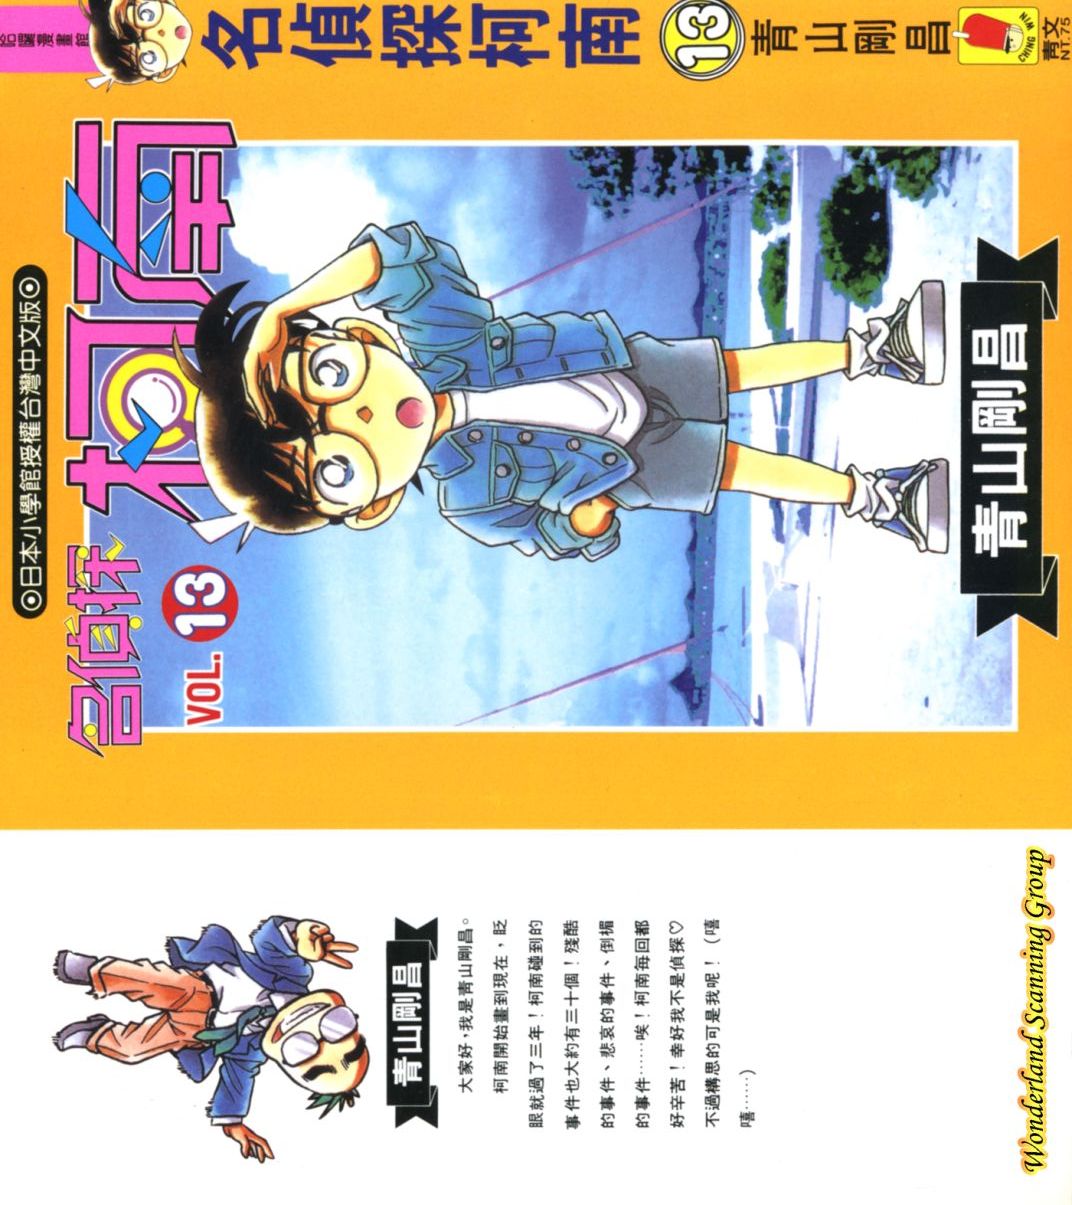 名偵探柯南
13
青山剛昌
CHING WIN
青文
NT.75
◉日本小學館授權台灣中文版◉
名偵探
柯南
VOL. 13
青山剛昌
青山剛昌
大家好，我是青山剛昌。
柯南開始畫到現在，眨
眼就過了三年！柯南碰到的
事件也大約有三十個！殘酷
的事件、悲哀的事件、倒楣
的事件……唉！柯南每回都
好辛苦！幸好我不是偵探♡
不過構思的可是我呢！（嘻
嘻……）
Wonderland Scanning Group